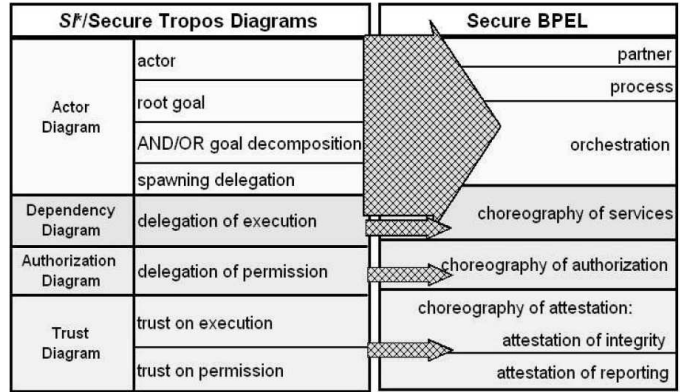 SI*/Secure Tropos Diagrams
Secure BPEL
Actor
Diagram
actor
root goal
AND/OR goal decomposition
spawning delegation
partner
process
orchestration
Dependency
Diagram
delegation of execution
choreography of services
Authorization
Diagram
delegation of permission
choreography of authorization
Trust
Diagram
trust on execution
trust on permission
choreography of attestation:
attestation of integrity
attestation of reporting